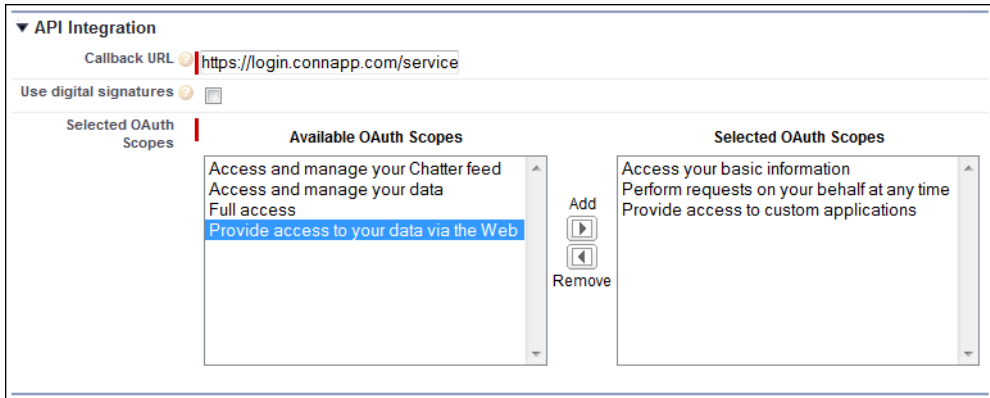 API Integration
Callback URL https://login.connapp.com/service
Use digital signatures
Selected OAuth Scopes
Available OAuth Scopes
Access and manage your Chatter feed
Access and manage your data
Full access
Provide access to your data via the Web
Add
Remove
Selected OAuth Scopes
Access your basic information
Perform requests on your behalf at any time
Provide access to custom applications